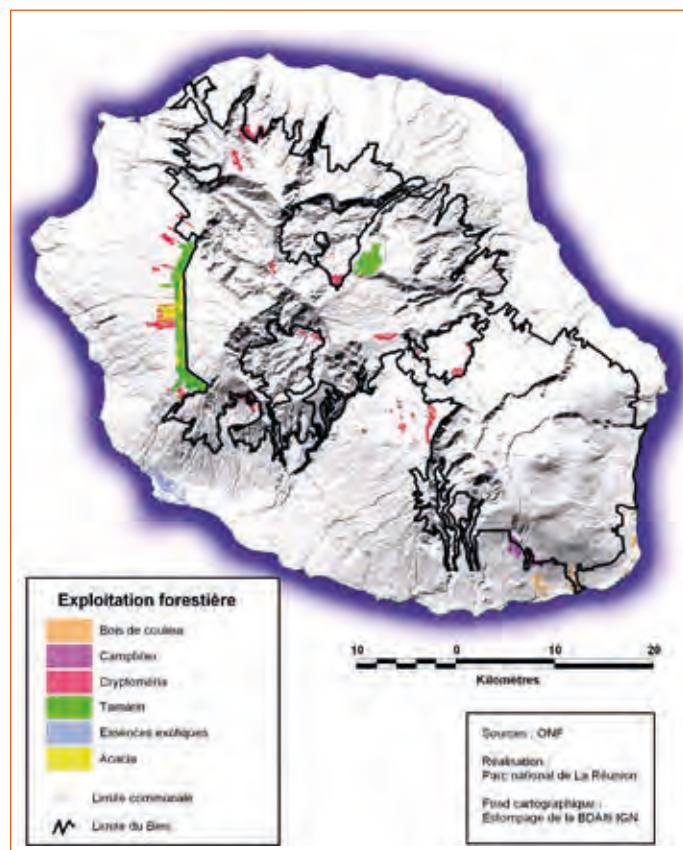 Exploitation forestière
Bois de couleur
Camphrier
Cryptoméria
Tamarin
Essences exotiques
Acacia
Limite communale
Limite du Bien
10 0 10 20
Kilomètres
Sources : ONF
Réalisation :
Parc national de La Réunion
Fond cartographique :
Estompage de la BDAlti IGN